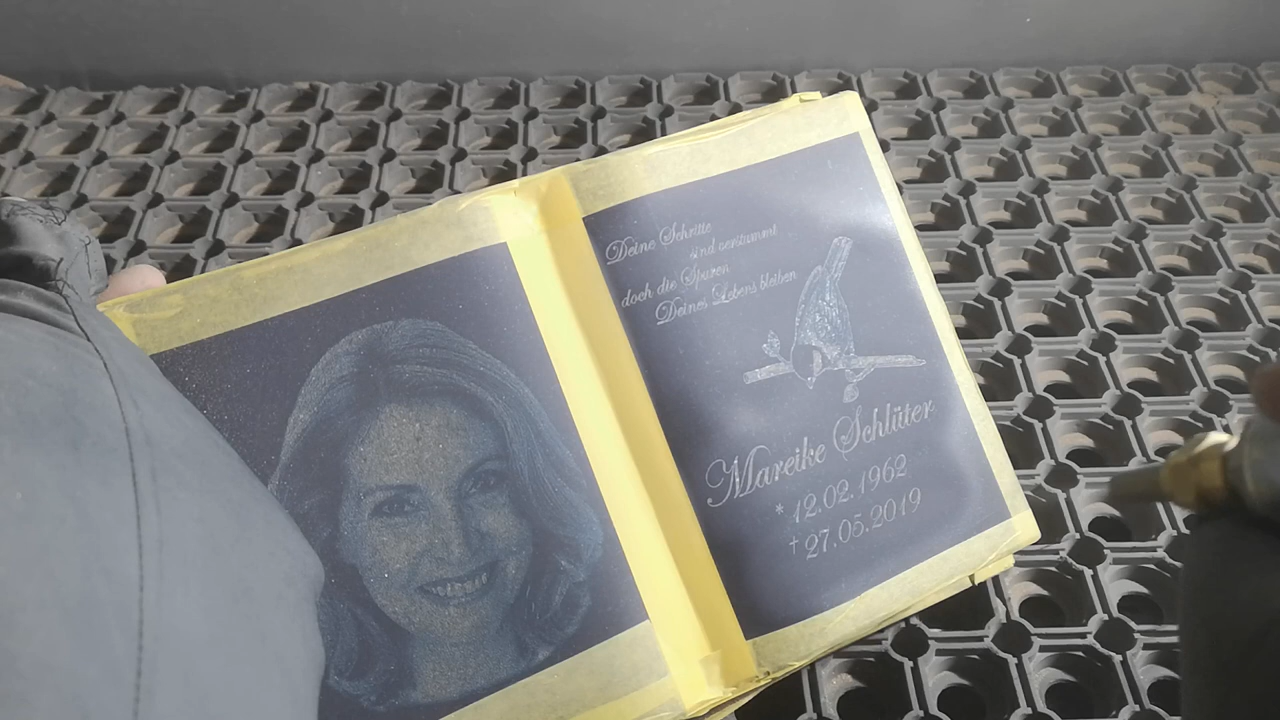 Deine Schritte
sind verstummt
doch die Spuren
Deines Lebens bleiben
Mareike Schlüter
* 12.02.1962
† 27.05.2019